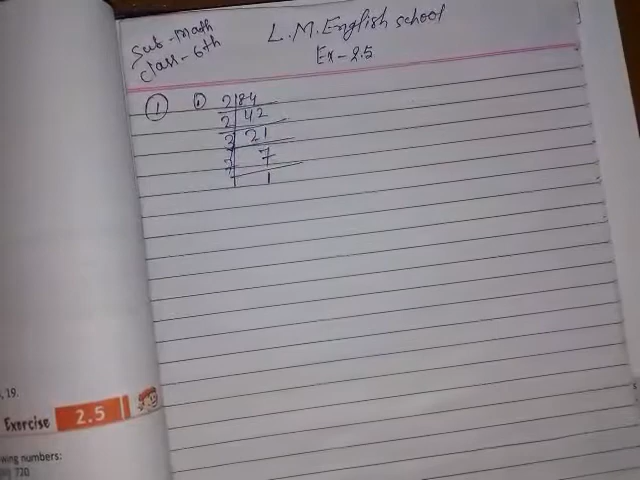 Sub - Math
Class - 6th
L.M. English school
Ex - 2.5
① ⓘ 2|84
2|42
3|21
7|7
|1
, 19.
Exercise 2.5
wing numbers:
720